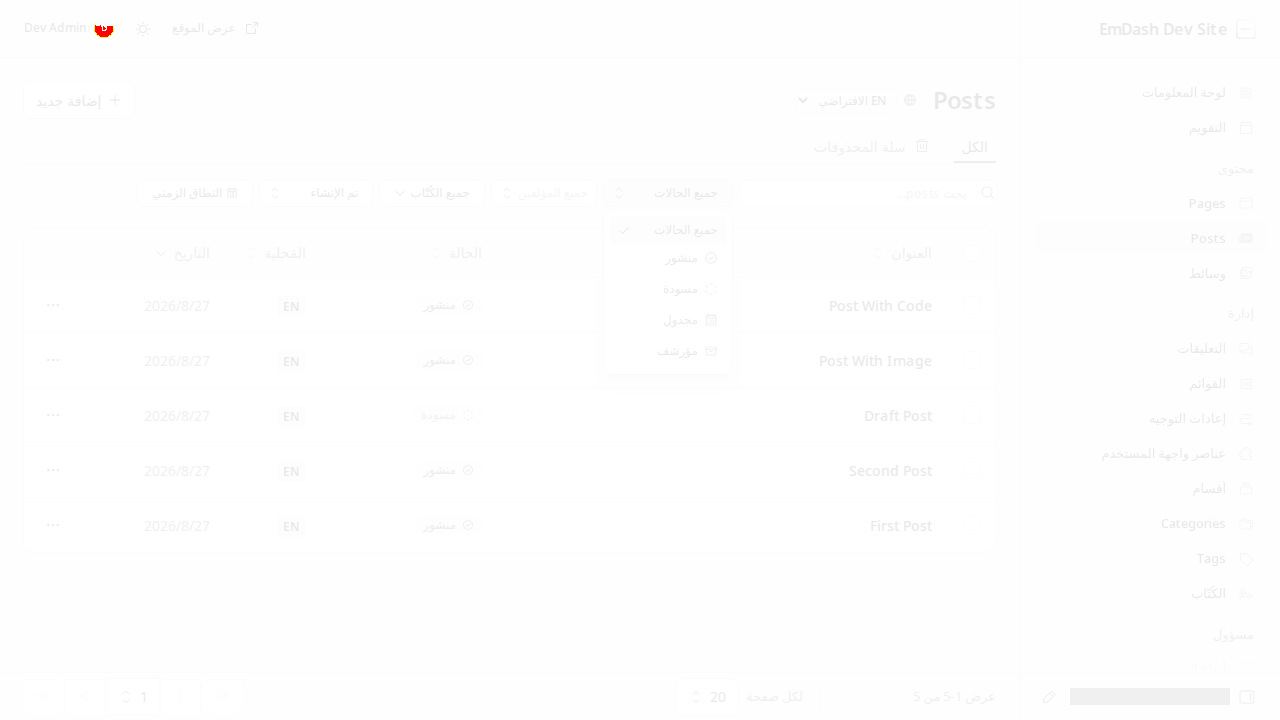 EmDash Dev Site
عرض الموقع
Dev Admin
لوحة المعلومات
التقويم
محتوى
Pages
Posts
وسائط
إدارة
التعليقات
القوائم
إعادات التوجيه
عناصر واجهة المستخدم
أقسام
Categories
Tags
الكُتّاب
مسؤول
Posts
EN الافتراضي
إضافة جديد
الكل
سلة المحذوفات
بحث posts...
جميع الحالات
جميع المؤلفين
جميع الكُتّاب
تم الإنشاء
النطاق الزمني
جميع الحالات
منشور
مسودة
مجدول
مؤرشف
العنوان
الحالة
المحلية
التاريخ
Post With Code
منشور
EN
2026/8/27
Post With Image
منشور
EN
2026/8/27
Draft Post
مسودة
EN
2026/8/27
Second Post
منشور
EN
2026/8/27
First Post
منشور
EN
2026/8/27
عرض 1-5 من 5
لكل صفحة
20
1